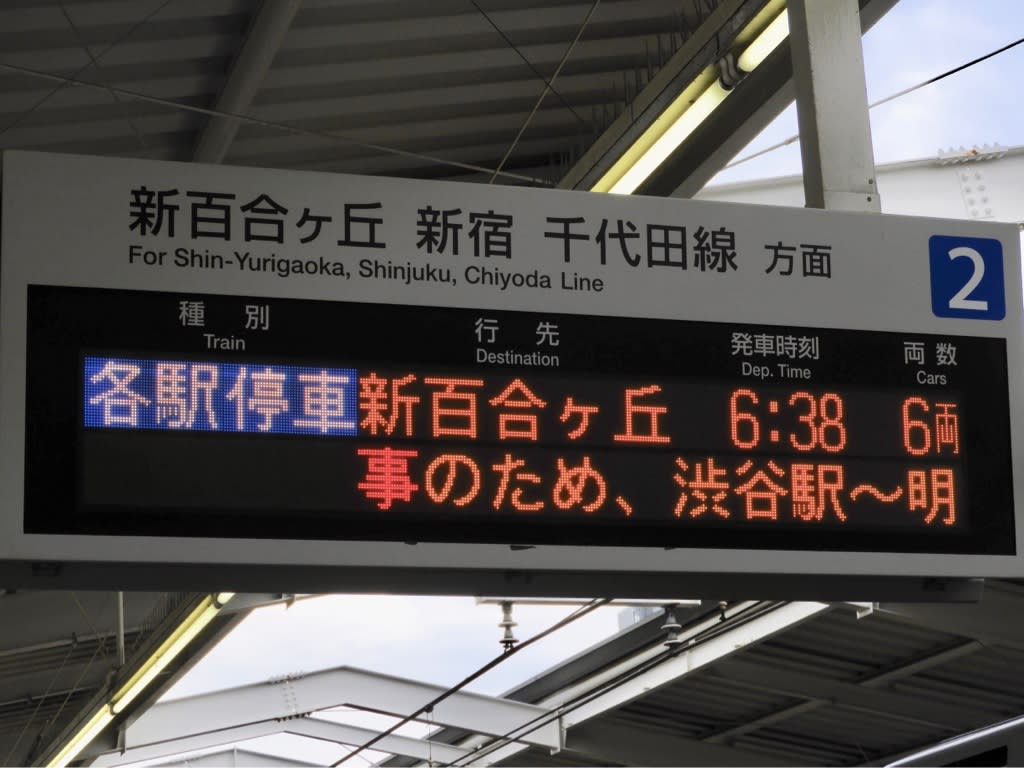 新百合ヶ丘 新宿 千代田線 方面
For Shin-Yurigaoka, Shinjuku, Chiyoda Line
2
種別 行先 発車時刻 両数
Train Destination Dep. Time Cars
各駅停車 新百合ヶ丘 6:38 6両
事のため、渋谷駅〜明